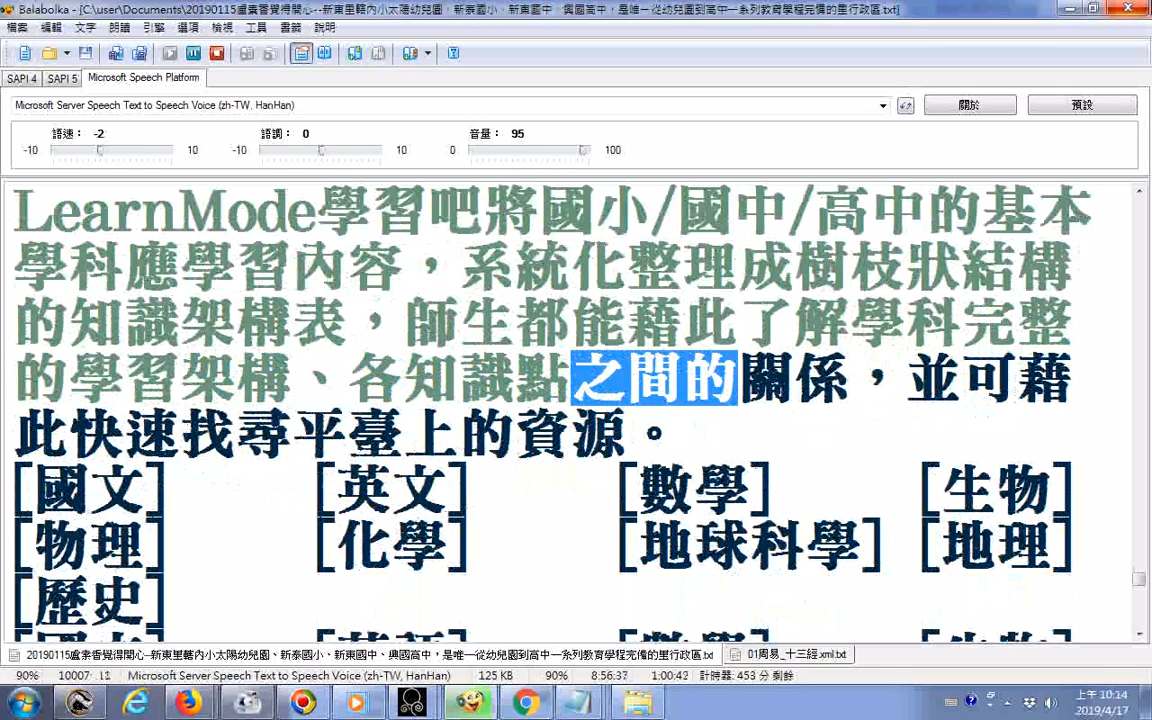 Balabolka - [C:\user\Documents\20190115盧素香覺得開心--新東里轄內小太陽幼兒園、新泰國小、新東國中、興國高中，是唯一從幼兒園到高中一系列教育學程完備的里行政區.txt]
檔案 編輯 文字 朗讀 引擎 選項 檢視 工具 書籤 說明
SAPI 4 SAPI 5 Microsoft Speech Platform
Microsoft Server Speech Text to Speech Voice (zh-TW, HanHan) 關於 預設
語速： -2 語調： 0 音量： 95
-10 10 -10 10 0 100
LearnMode學習吧將國小/國中/高中的基本
學科應學習內容，系統化整理成樹枝狀結構
的知識架構表，師生都能藉此了解學科完整
的學習架構、各知識點之間的關係，並可藉
此快速找尋平臺上的資源。
[國文] [英文] [數學] [生物]
[物理] [化學] [地球科學] [地理]
[歷史]
20190115盧素香覺得開心--新東里轄內小太陽幼兒園、新泰國小、新東國中、興國高中，是唯一從幼兒園到高中一系列教育學程完備的里行政區.txt 01周易_十三經.xml.txt
90% Microsoft Server Speech Text to Speech Voice (zh-TW, HanHan) 125 KB 90% 8:56:37 1:00:42 計時器: 453 分 剩餘
上午 10:14
2019/4/17